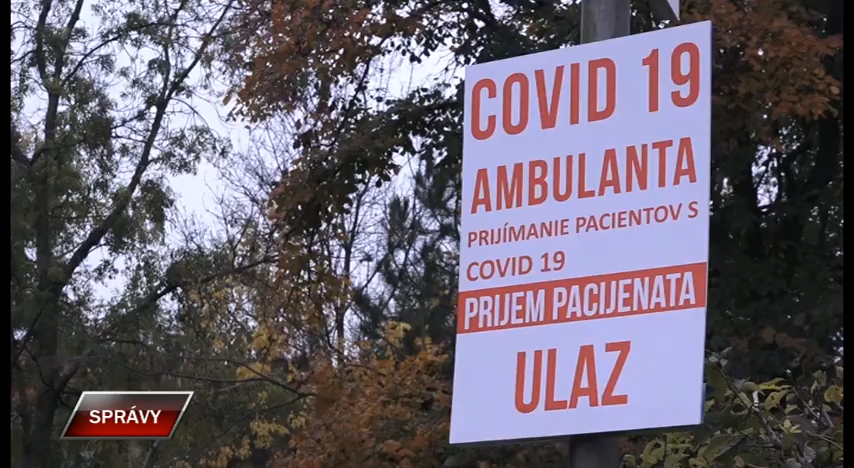 COVID 19
AMBULANTA
PRIJÍMANIE PACIENTOV S
COVID 19
PRIJEM PACIJENATA
ULAZ
SPRÁVY